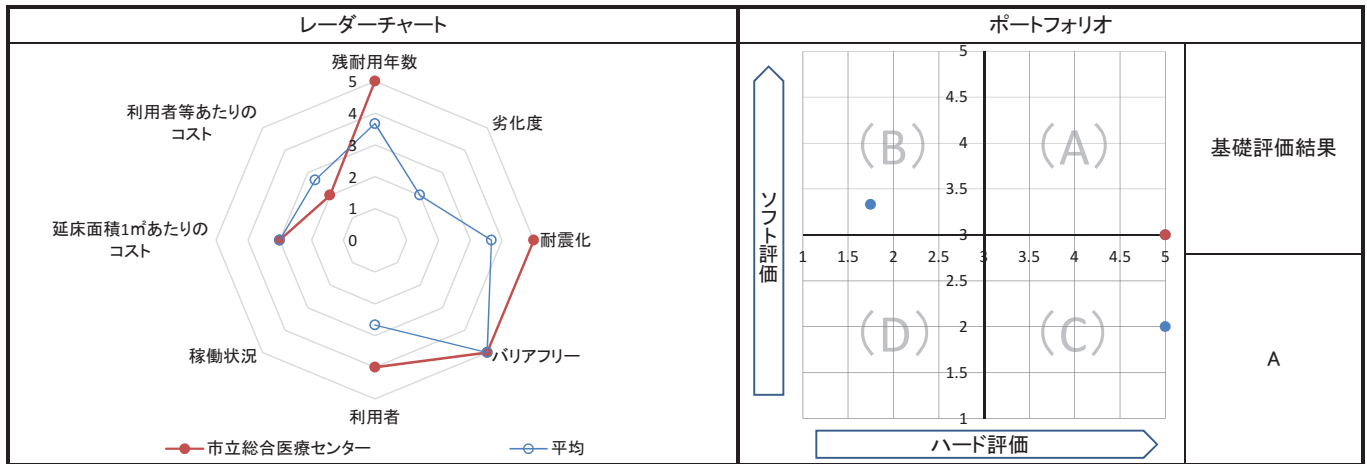 レーダーチャート
残耐用年数
劣化度
耐震化
バリアフリー
利用者
稼働状況
延床面積1㎡あたりの
コスト
利用者等あたりの
コスト
5
4
3
2
1
0
市立総合医療センター
平均
ポートフォリオ
ソフト評価
5
4.5
4
3.5
3
2.5
2
1.5
1
1
1.5
2
2.5
3
3.5
4
4.5
5
(B)
(A)
(D)
(C)
ハード評価
基礎評価結果
A